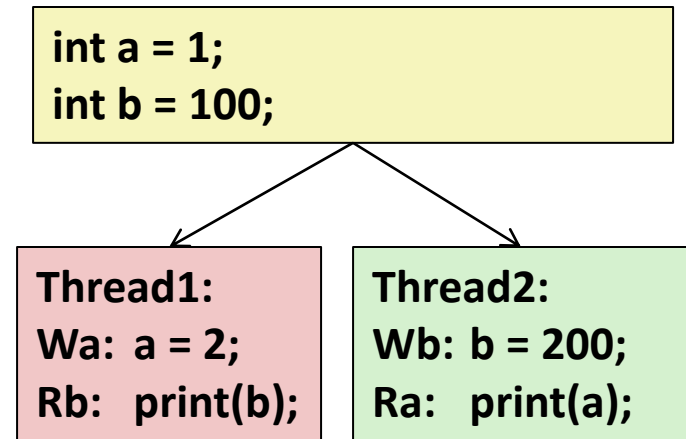 int a = 1;
int b = 100;
Thread1:
Wa: a = 2;
Rb: print(b);
Thread2:
Wb: b = 200;
Ra: print(a);